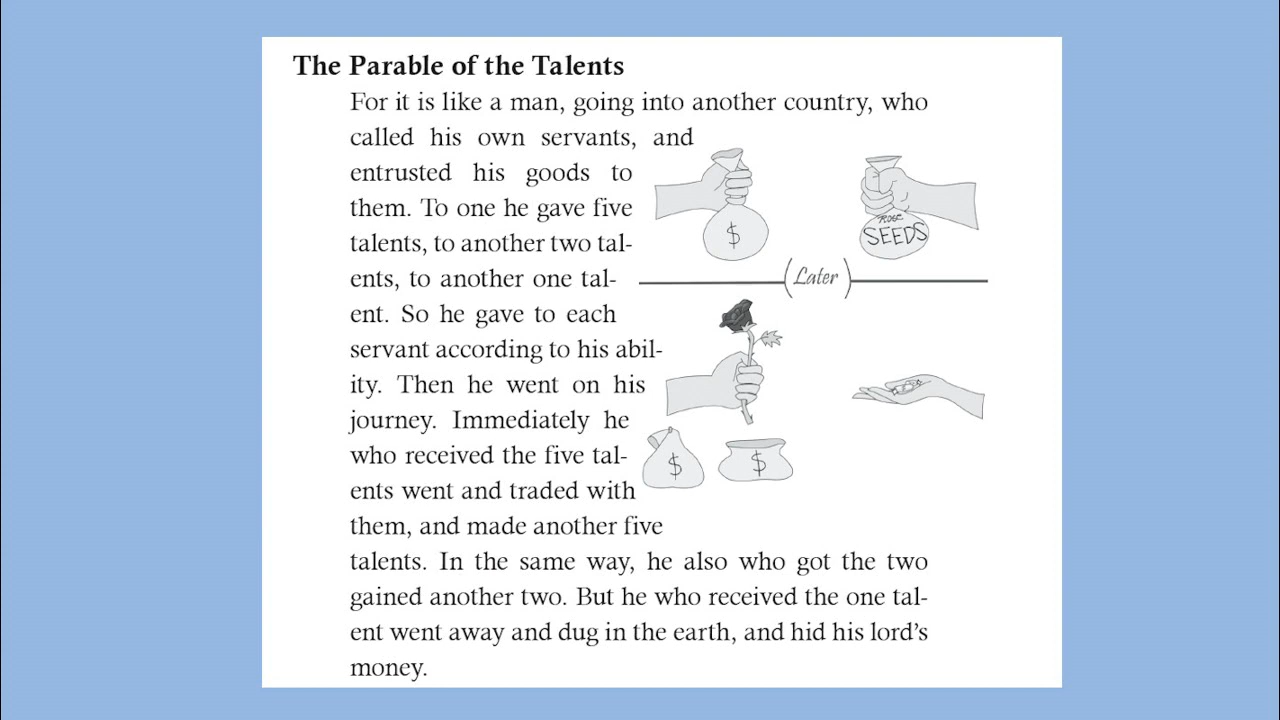 The Parable of the Talents
For it is like a man, going into another country, who
called his own servants, and
entrusted his goods to
them. To one he gave five
talents, to another two tal-
ents, to another one tal-
ent. So he gave to each
servant according to his abil-
ity. Then he went on his
journey. Immediately he
who received the five tal-
ents went and traded with
them, and made another five
talents. In the same way, he also who got the two
gained another two. But he who received the one tal-
ent went away and dug in the earth, and hid his lord’s
money.
$
ROSE
SEEDS
(Later)
$
$